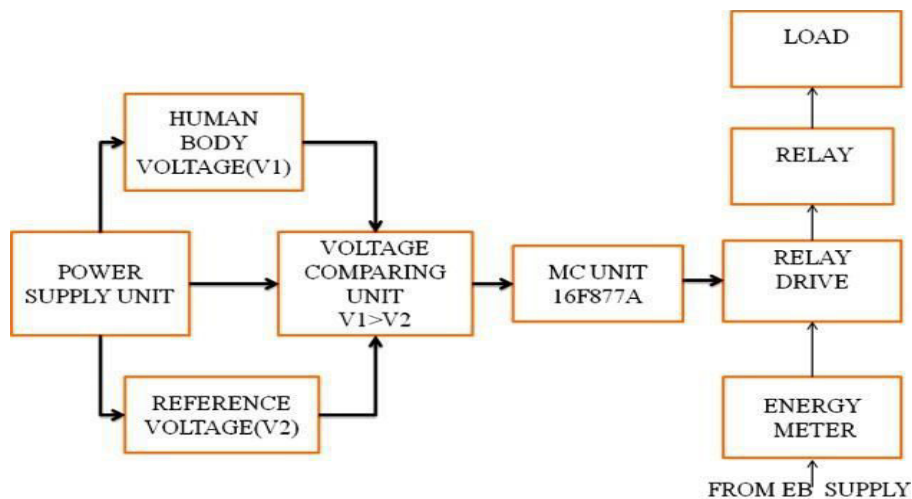 HUMAN
BODY
VOLTAGE(V1)
POWER
SUPPLY UNIT
VOLTAGE
COMPARING
UNIT
V1>V2
REFERENCE
VOLTAGE(V2)
MC UNIT
16F877A
LOAD
RELAY
RELAY
DRIVE
ENERGY
METER
FROM EB SUPPLY